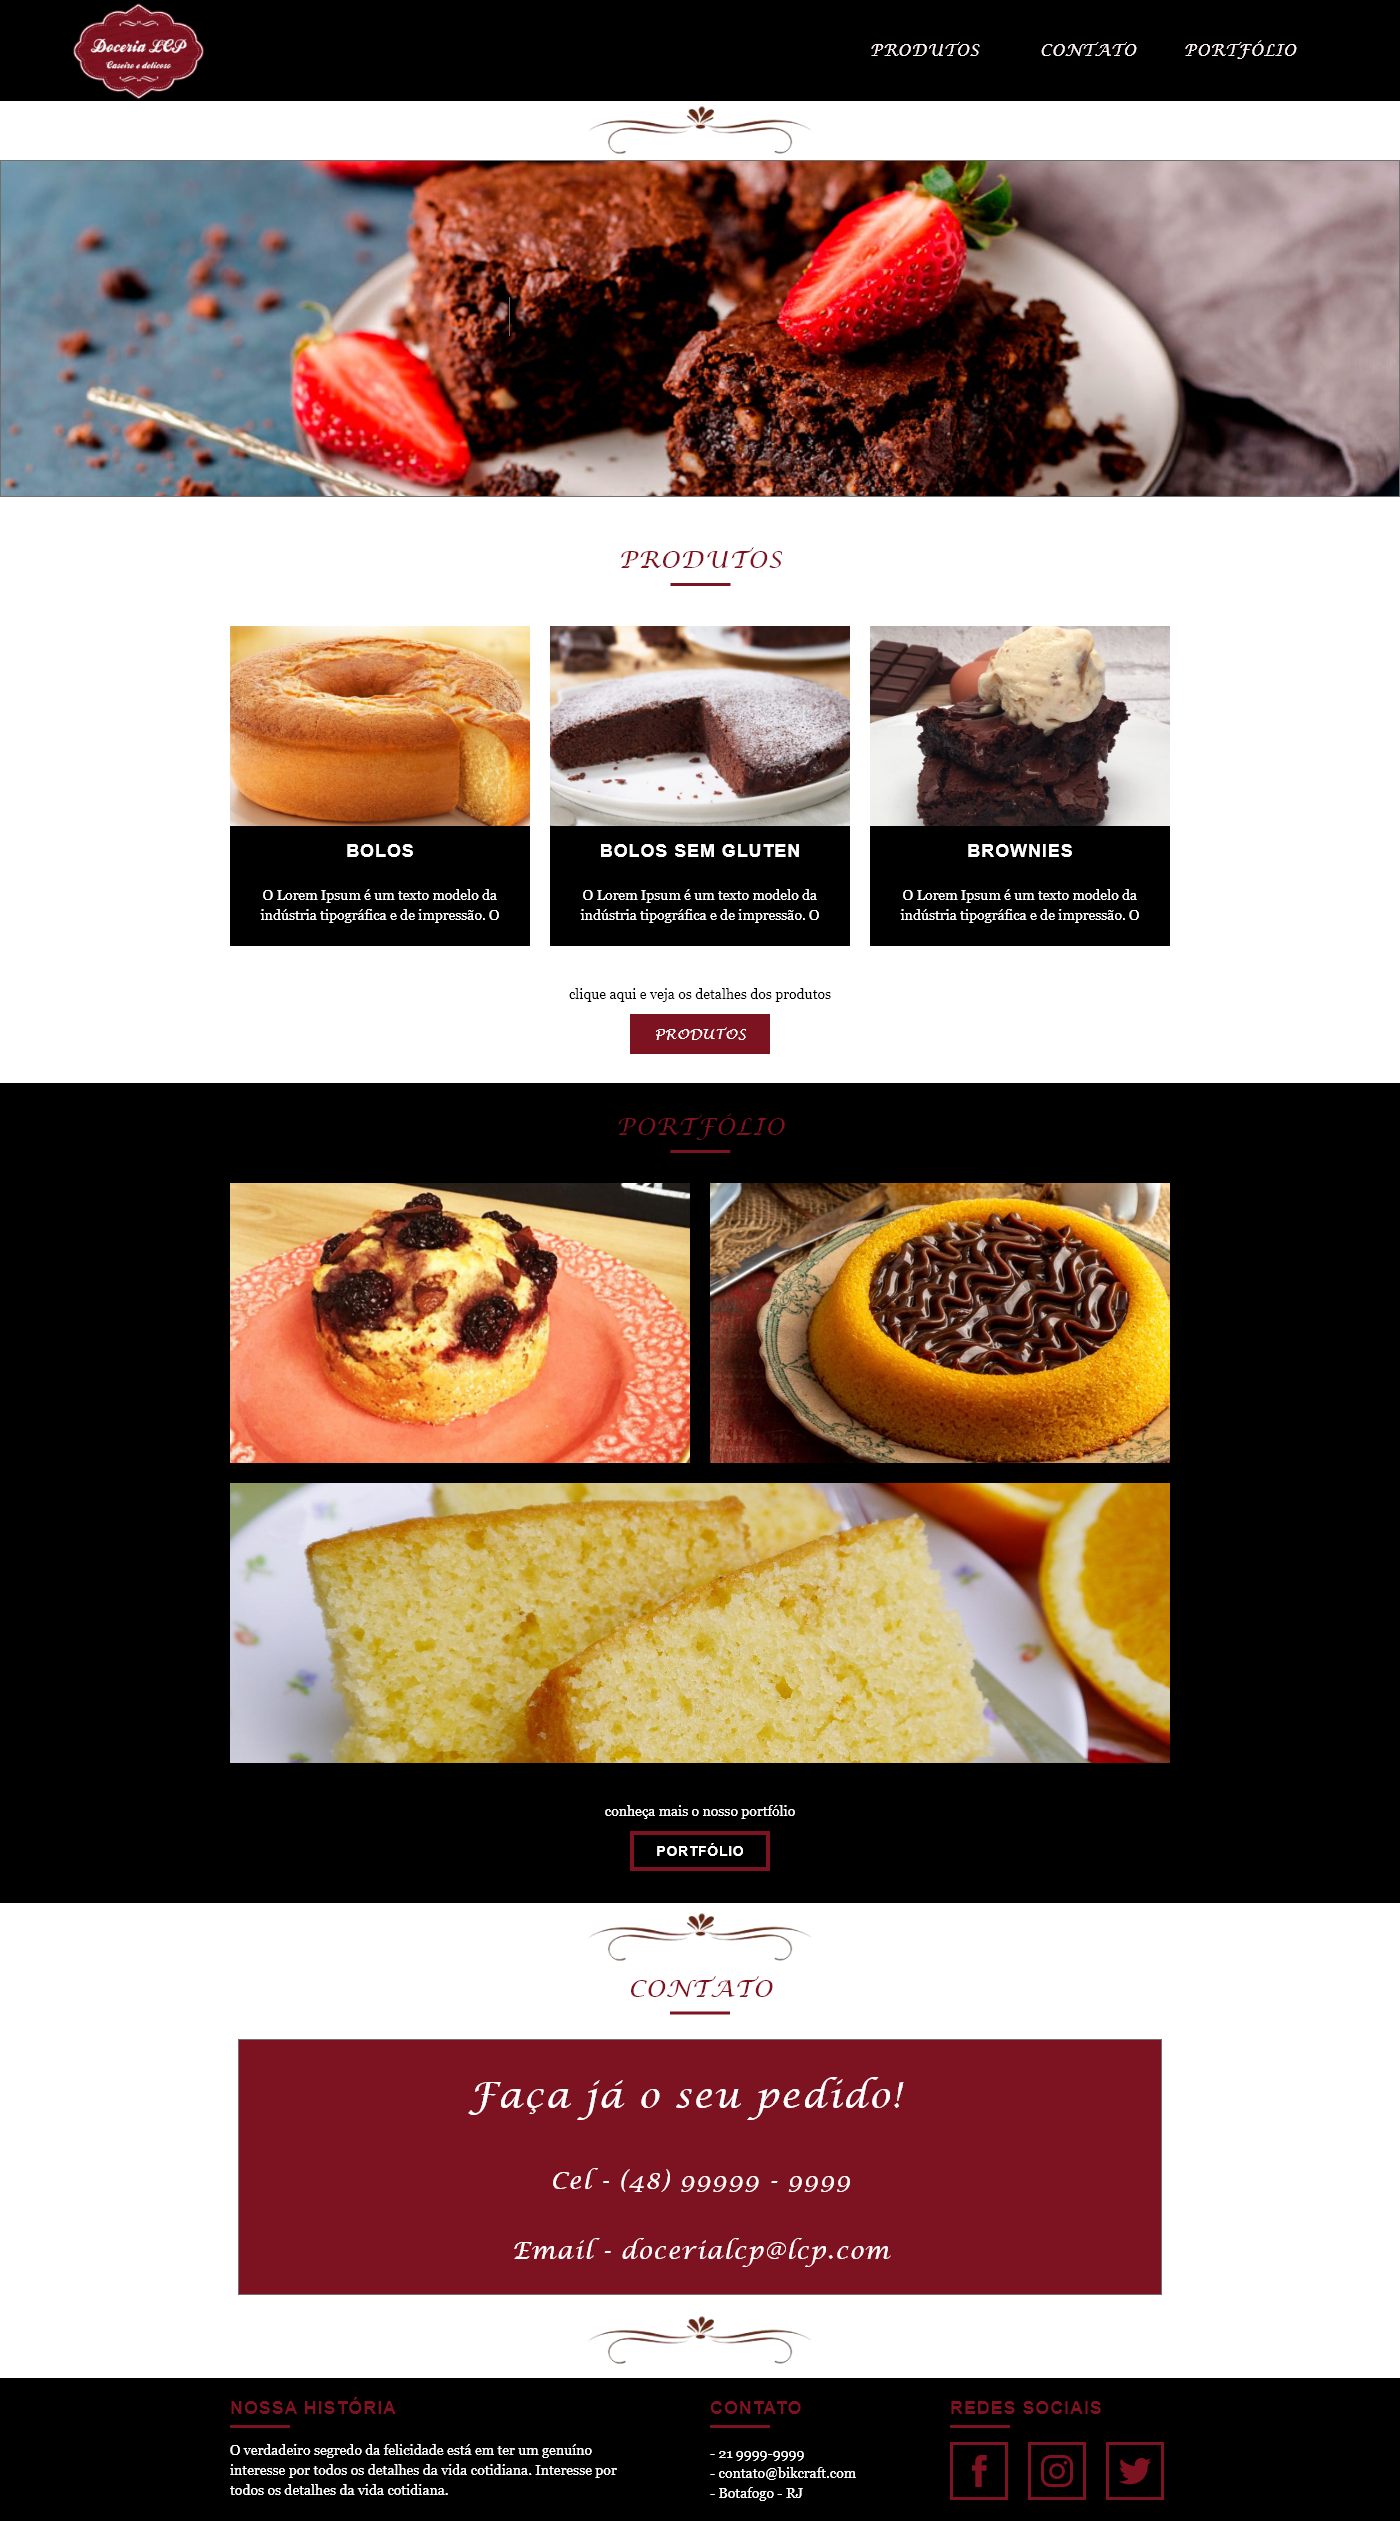 Doceria LCP
Caseiro e delicoso
PRODUTOS CONTATO PORTFÓLIO
PRODUTOS
BOLOS
O Lorem Ipsum é um texto modelo da
indústria tipográfica e de impressão. O
BOLOS SEM GLUTEN
O Lorem Ipsum é um texto modelo da
indústria tipográfica e de impressão. O
BROWNIES
O Lorem Ipsum é um texto modelo da
indústria tipográfica e de impressão. O
clique aqui e veja os detalhes dos produtos
PRODUTOS
PORTFÓLIO
conheça mais o nosso portfólio
PORTFÓLIO
CONTATO
Faça já o seu pedido!
Cel - (48) 99999 - 9999
Email - docerialcp@lcp.com
NOSSA HISTÓRIA
O verdadeiro segredo da felicidade está em ter um genuíno
interesse por todos os detalhes da vida cotidiana. Interesse por
todos os detalhes da vida cotidiana.
CONTATO
- 21 9999-9999
- contato@bikcraft.com
- Botafogo - RJ
REDES SOCIAIS